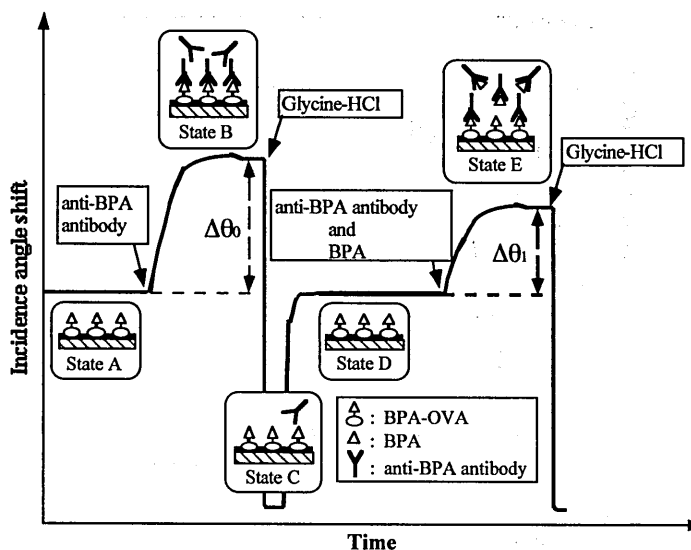 State B
Glycine-HCl
State E
Glycine-HCl
anti-BPA
antibody
Δθ₀
anti-BPA antibody
and
BPA
Δθ₁
Incidence angle shift
State A
State D
State C
: BPA-OVA
: BPA
: anti-BPA antibody
Time